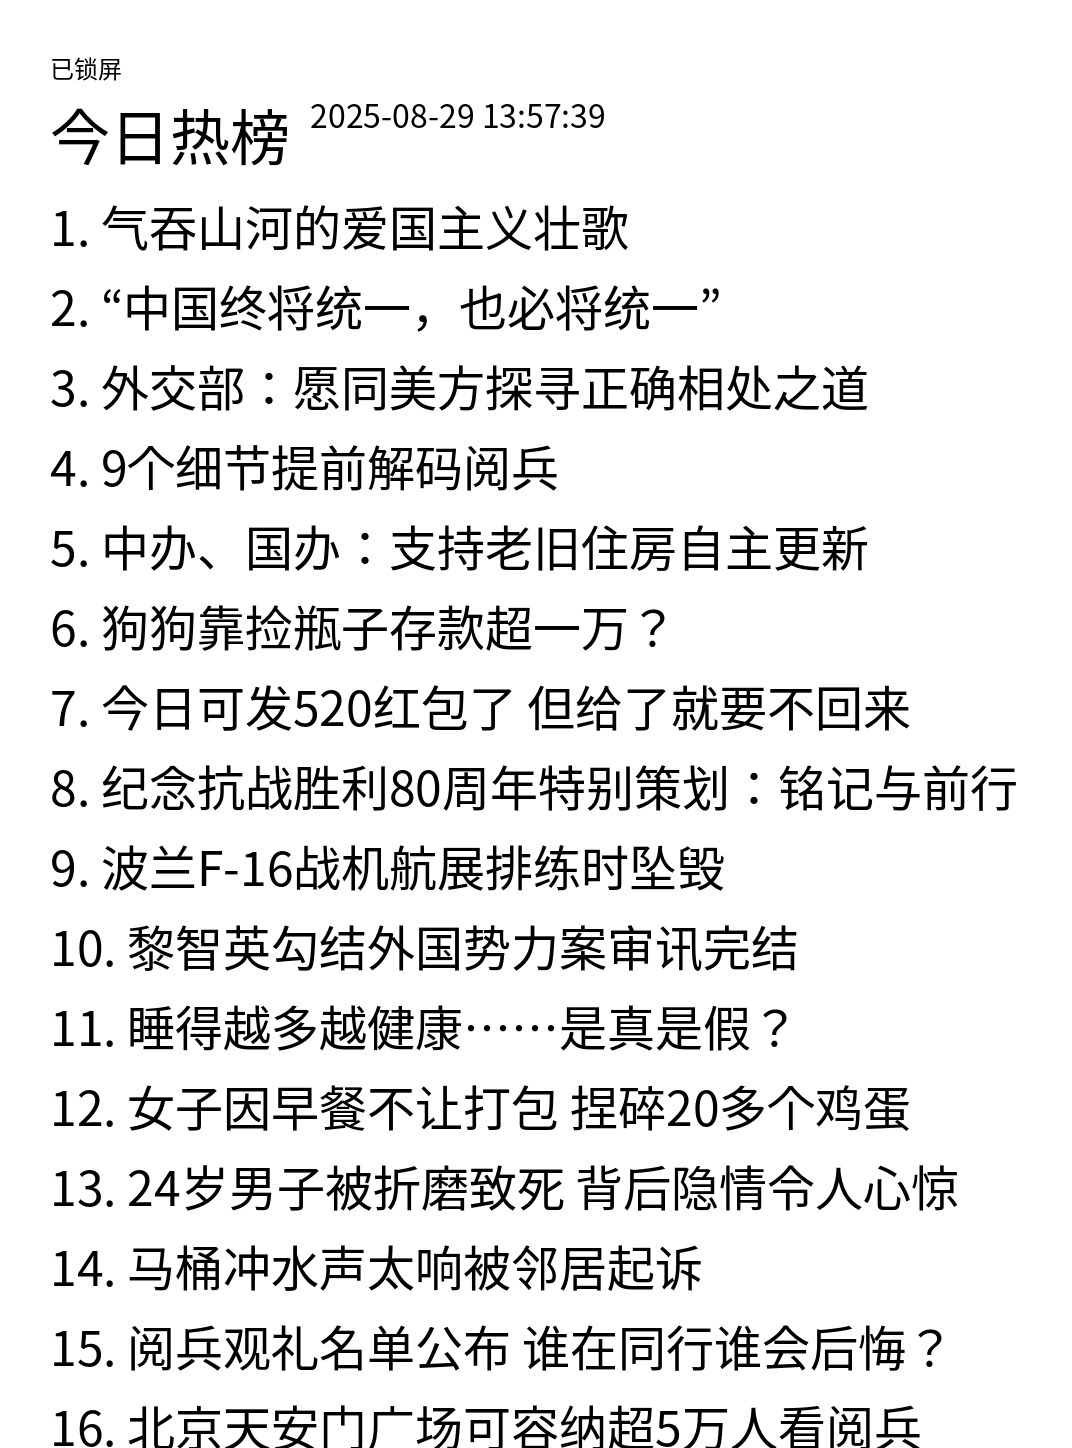 已锁屏
今日热榜 2025-08-29 13:57:39
1. 气吞山河的爱国主义壮歌
2. “中国终将统一，也必将统一”
3. 外交部：愿同美方探寻正确相处之道
4. 9个细节提前解码阅兵
5. 中办、国办：支持老旧住房自主更新
6. 狗狗靠捡瓶子存款超一万？
7. 今日可发520红包了 但给了就要不回来
8. 纪念抗战胜利80周年特别策划：铭记与前行
9. 波兰F-16战机航展排练时坠毁
10. 黎智英勾结外国势力案审讯完结
11. 睡得越多越健康……是真是假？
12. 女子因早餐不让打包 捏碎20多个鸡蛋
13. 24岁男子被折磨致死 背后隐情令人心惊
14. 马桶冲水声太响被邻居起诉
15. 阅兵观礼名单公布 谁在同行谁会后悔？
16. 北京天安门广场可容纳超5万人看阅兵